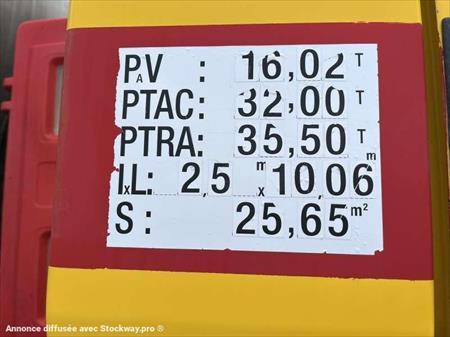 PAV : 16,02 T
PTAC : 32,00 T
PTRA : 35,50 T
lxL : 2,5 m x 10,06 m
S : 25,65 m²
Annonce diffusée avec Stockway.pro ®